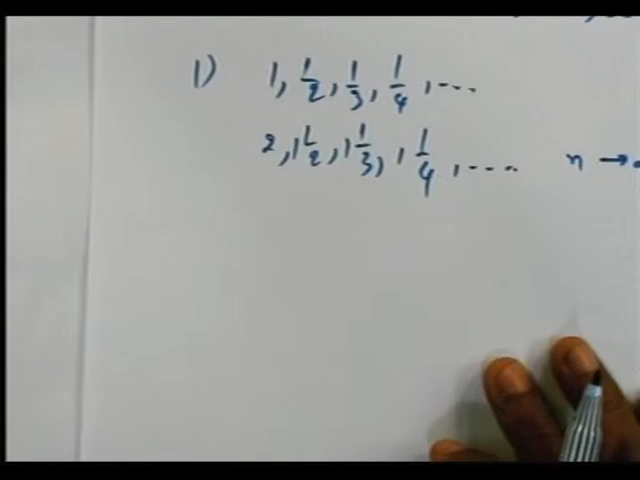 1) 1, 1/2, 1/3, 1/4, ...
2, 1 1/2, 1 1/3, 1 1/4, .... n →